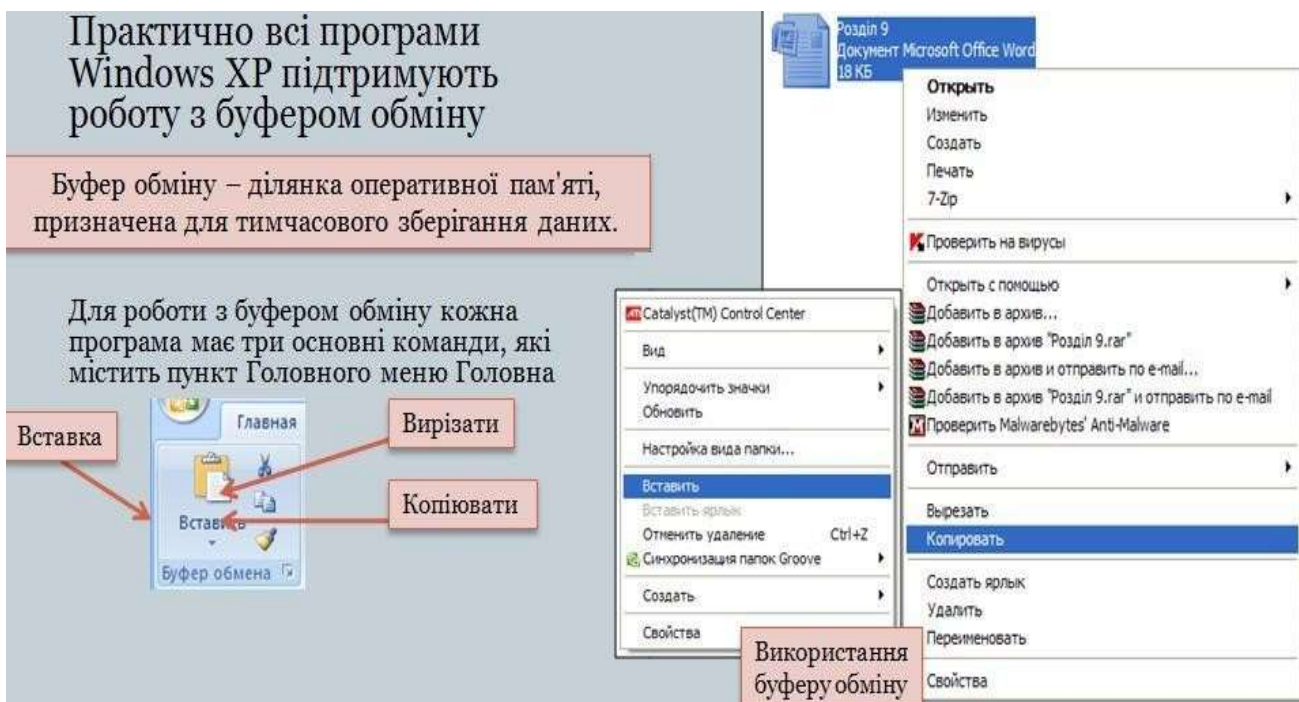 Практично всі програми
Windows XP підтримують
роботу з буфером обміну
Буфер обміну – ділянка оперативної пам'яті,
призначена для тимчасового зберігання даних.
Для роботи з буфером обміну кожна
програма має три основні команди, які
містить пункт Головного меню Головна
Вставка
Главная
Вставить
Буфер обмена
Вирізати
Копіювати
Розділ 9
Документ Microsoft Office Word
18 КБ
Открыть
Изменить
Создать
Печать
7-Zip
Проверить на вирусы
Открыть с помощью
Добавить в архив...
Добавить в архив "Розділ 9.rar"
Добавить в архив и отправить по e-mail...
Добавить в архив "Розділ 9.rar" и отправить по e-mail
Проверить Malwarebytes' Anti-Malware
Отправить
Вырезать
Копировать
Создать ярлык
Удалить
Переименовать
Свойства
Catalyst(TM) Control Center
Вид
Упорядочить значки
Обновить
Настройка вида папки...
Вставить
Вставить ярлык
Отменить удаление Ctrl+Z
Синхронизация папок Groove
Создать
Свойства
Використання
буферу обміну